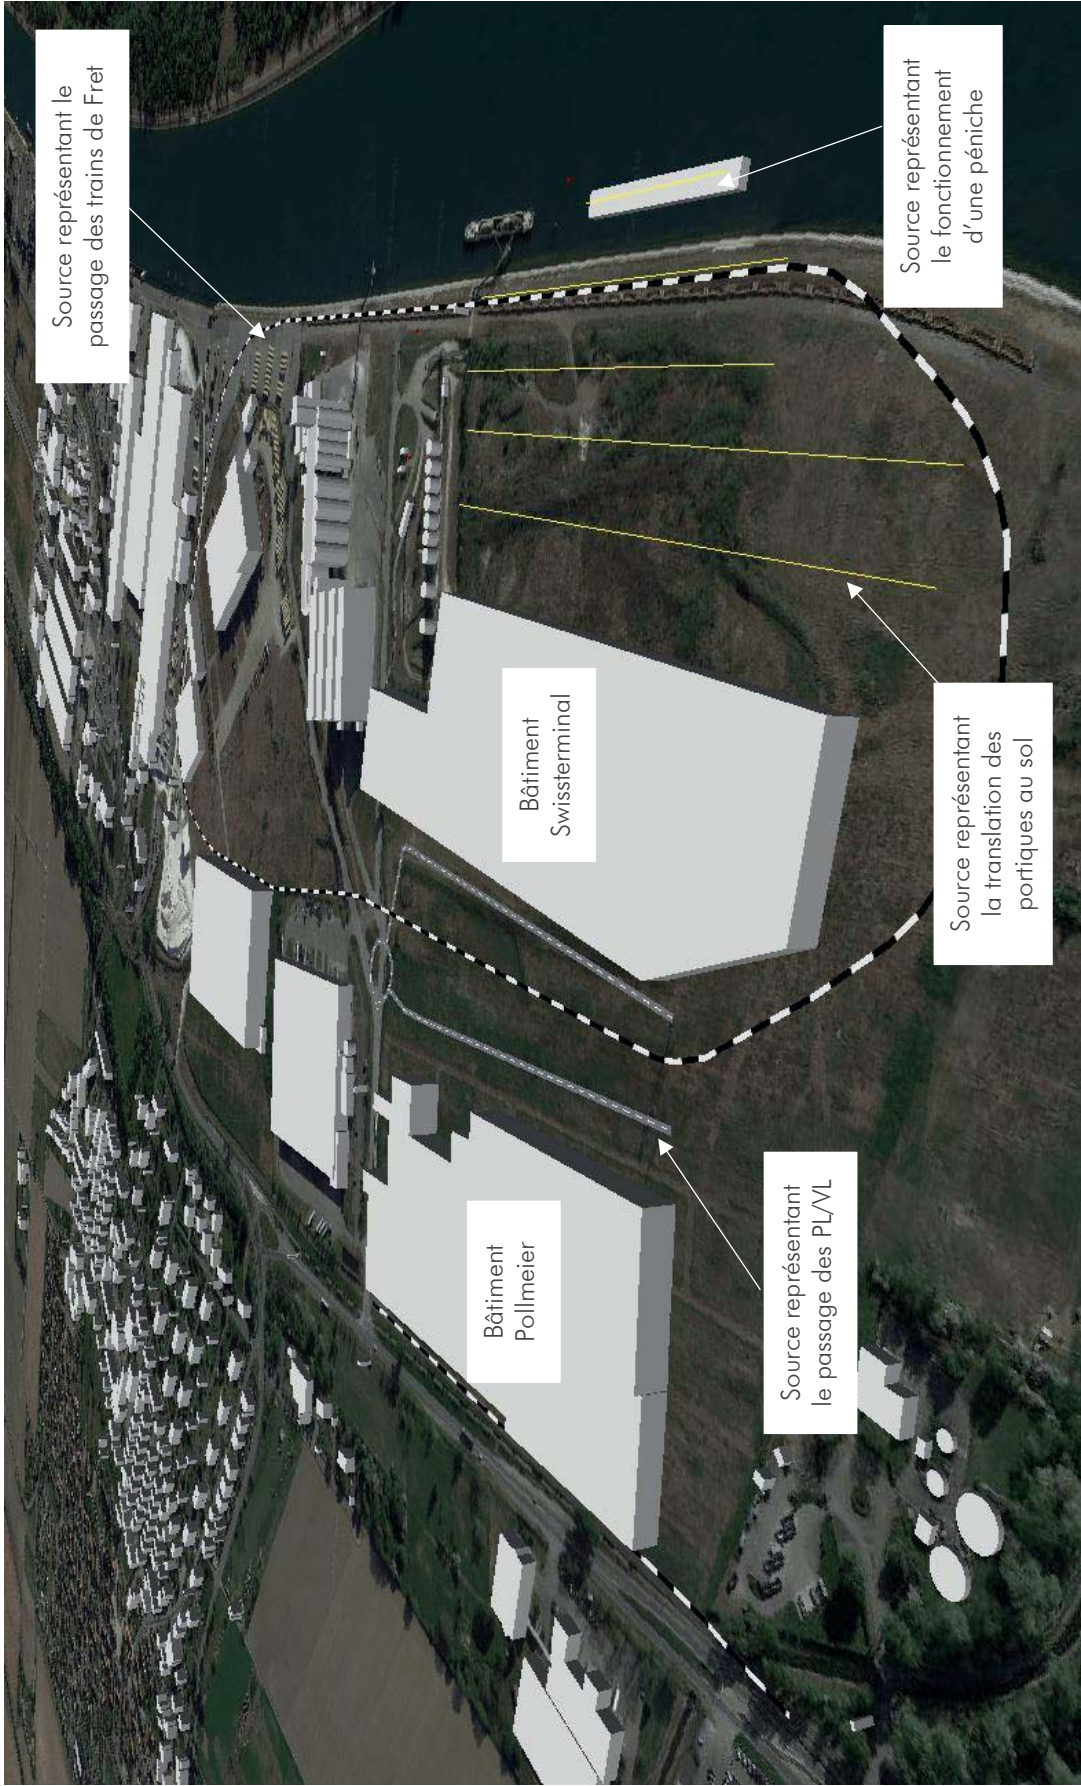 Source représentant le
passage des trains de Fret
Source représentant
le fonctionnement
d'une péniche
Bâtiment
Swissterminal
Source représentant
la translation des
portiques au sol
Bâtiment
Pollmeier
Source représentant
le passage des PL/VL